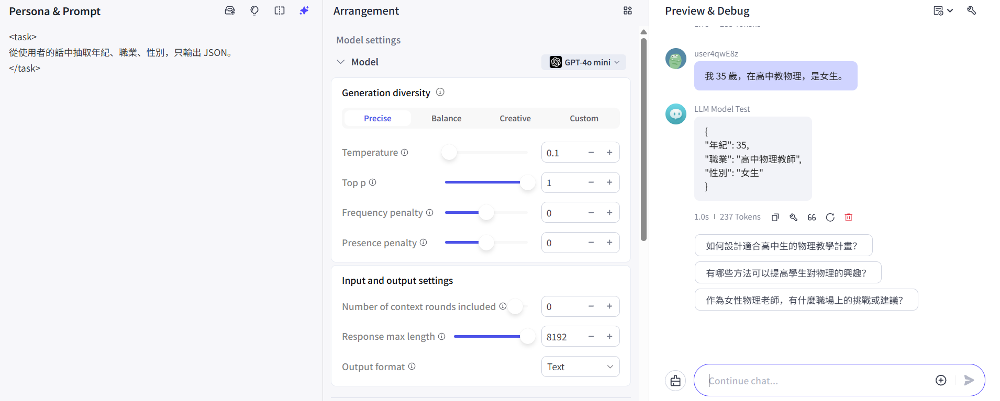 Persona & Prompt
<task>
從使用者的話中抽取年紀、職業、性別，只輸出 JSON。
</task>
Arrangement
Model settings
Model
GPT-4o mini
Generation diversity
Precise
Balance
Creative
Custom
Temperature
0.1
Top p
1
Frequency penalty
0
Presence penalty
0
Input and output settings
Number of context rounds included
0
Response max length
8192
Output format
Text
Preview & Debug
user4qwE8z
我 35 歲，在高中教物理，是女生。
LLM Model Test
{
"年紀": 35,
"職業": "高中物理教師",
"性別": "女生"
}
1.0s
237 Tokens
如何設計適合高中生的物理教學計畫？
有哪些方法可以提高學生對物理的興趣？
作為女性物理老師，有什麼職場上的挑戰或建議？
Continue chat...